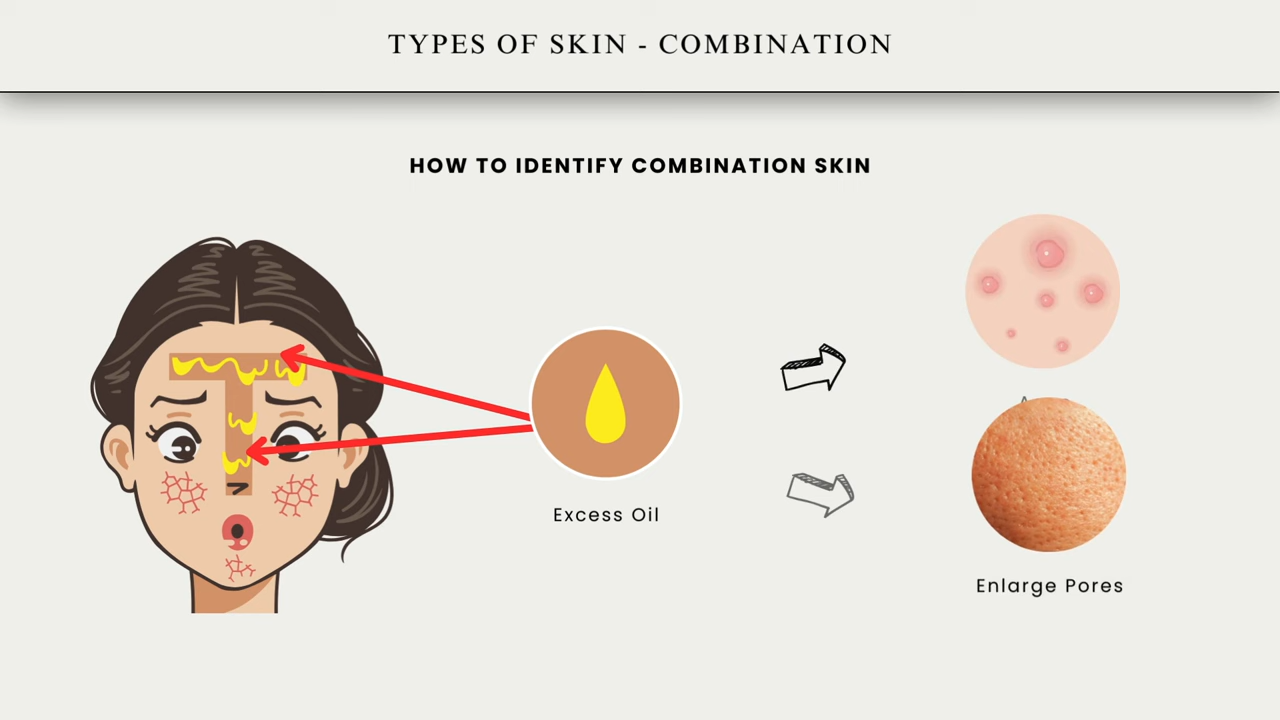 TYPES OF SKIN - COMBINATION
HOW TO IDENTIFY COMBINATION SKIN
Excess Oil
Enlarge Pores